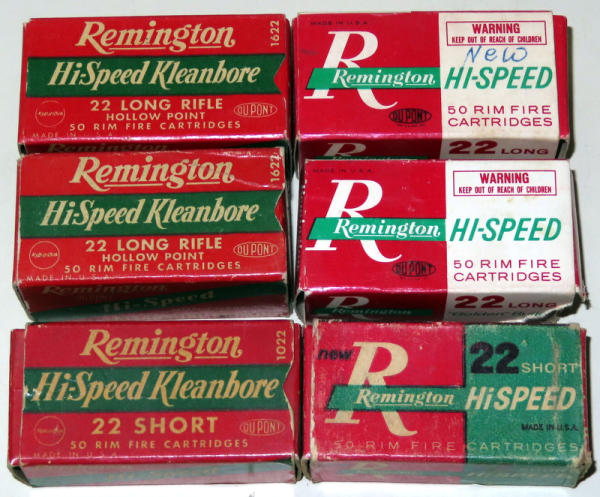 Remington
1622
Hi-Speed Kleanbore
22 LONG RIFLE
HOLLOW POINT
50 RIM FIRE CARTRIDGES
DU PONT
MADE IN
Remington
MADE IN U.S.A.
WARNING
KEEP OUT OF REACH OF CHILDREN
New
R
Remington
HI-SPEED
DU PONT
50 RIM FIRE
CARTRIDGES
22 LONG
Remington
1622
Hi-Speed Kleanbore
22 LONG RIFLE
HOLLOW POINT
50 RIM FIRE CARTRIDGES
DU PONT
MADE IN U.S.A.
Hi-Speed
MADE IN U.S.A.
WARNING
KEEP OUT OF REACH OF CHILDREN
R
Remington
HI-SPEED
DU PONT
50 RIM FIRE
CARTRIDGES
22 LONG
Remington
1022
Hi-Speed Kleanbore
22 SHORT
50 RIM FIRE CARTRIDGES
DU PONT
new
R
Remington
22 SHORT
HiSPEED
MADE IN U.S.A.
50 RIM FIRE CARTRIDGES